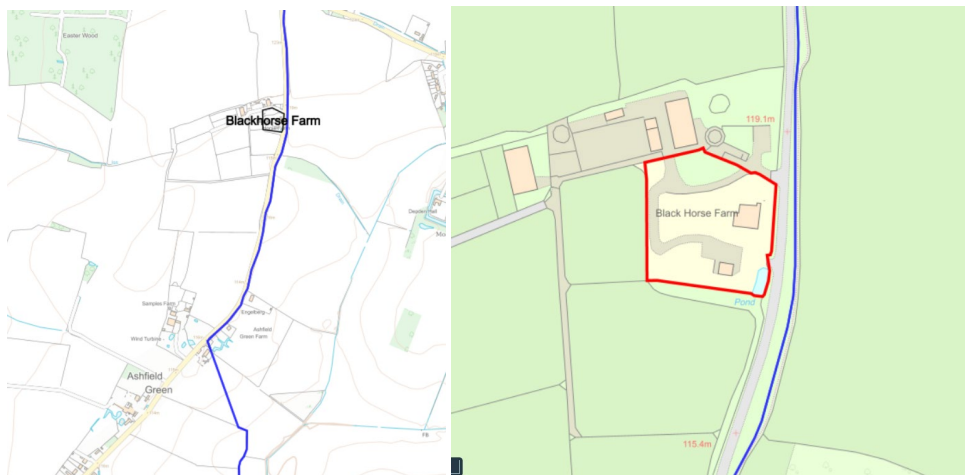 Easter Wood
Blackhorse Farm
Samples Farm
Engelberg
Wind Turbine
Ashfield
Green Farm
Ashfield
Green
FB
119.1m
Black Horse Farm
Pond
115.4m